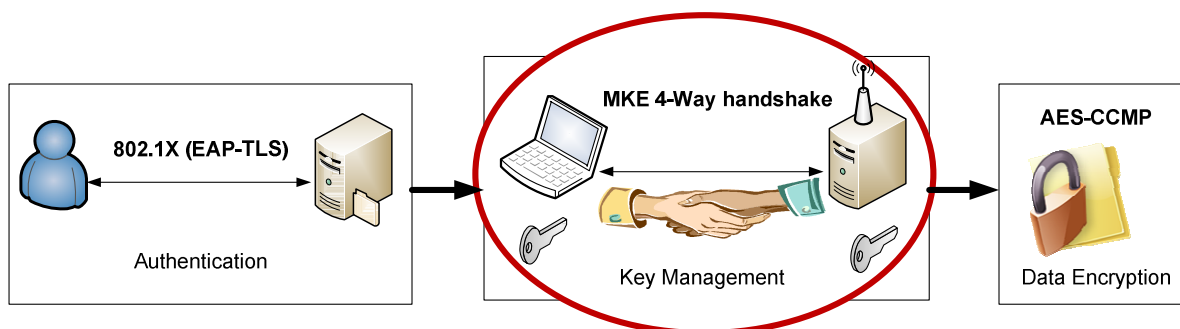 802.1X (EAP-TLS)
Authentication
MKE 4-Way handshake
Key Management
AES-CCMP
Data Encryption